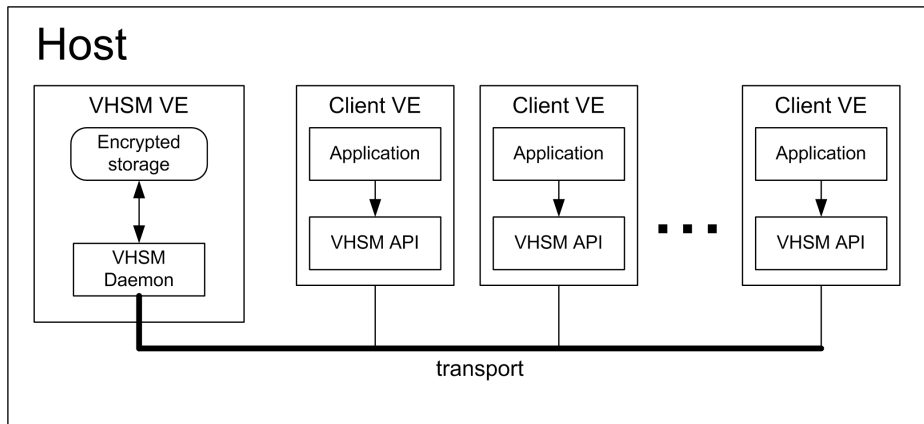 Host
VHSM VE
Encrypted
storage
VHSM
Daemon
Client VE
Application
VHSM API
Client VE
Application
VHSM API
Client VE
Application
VHSM API
transport